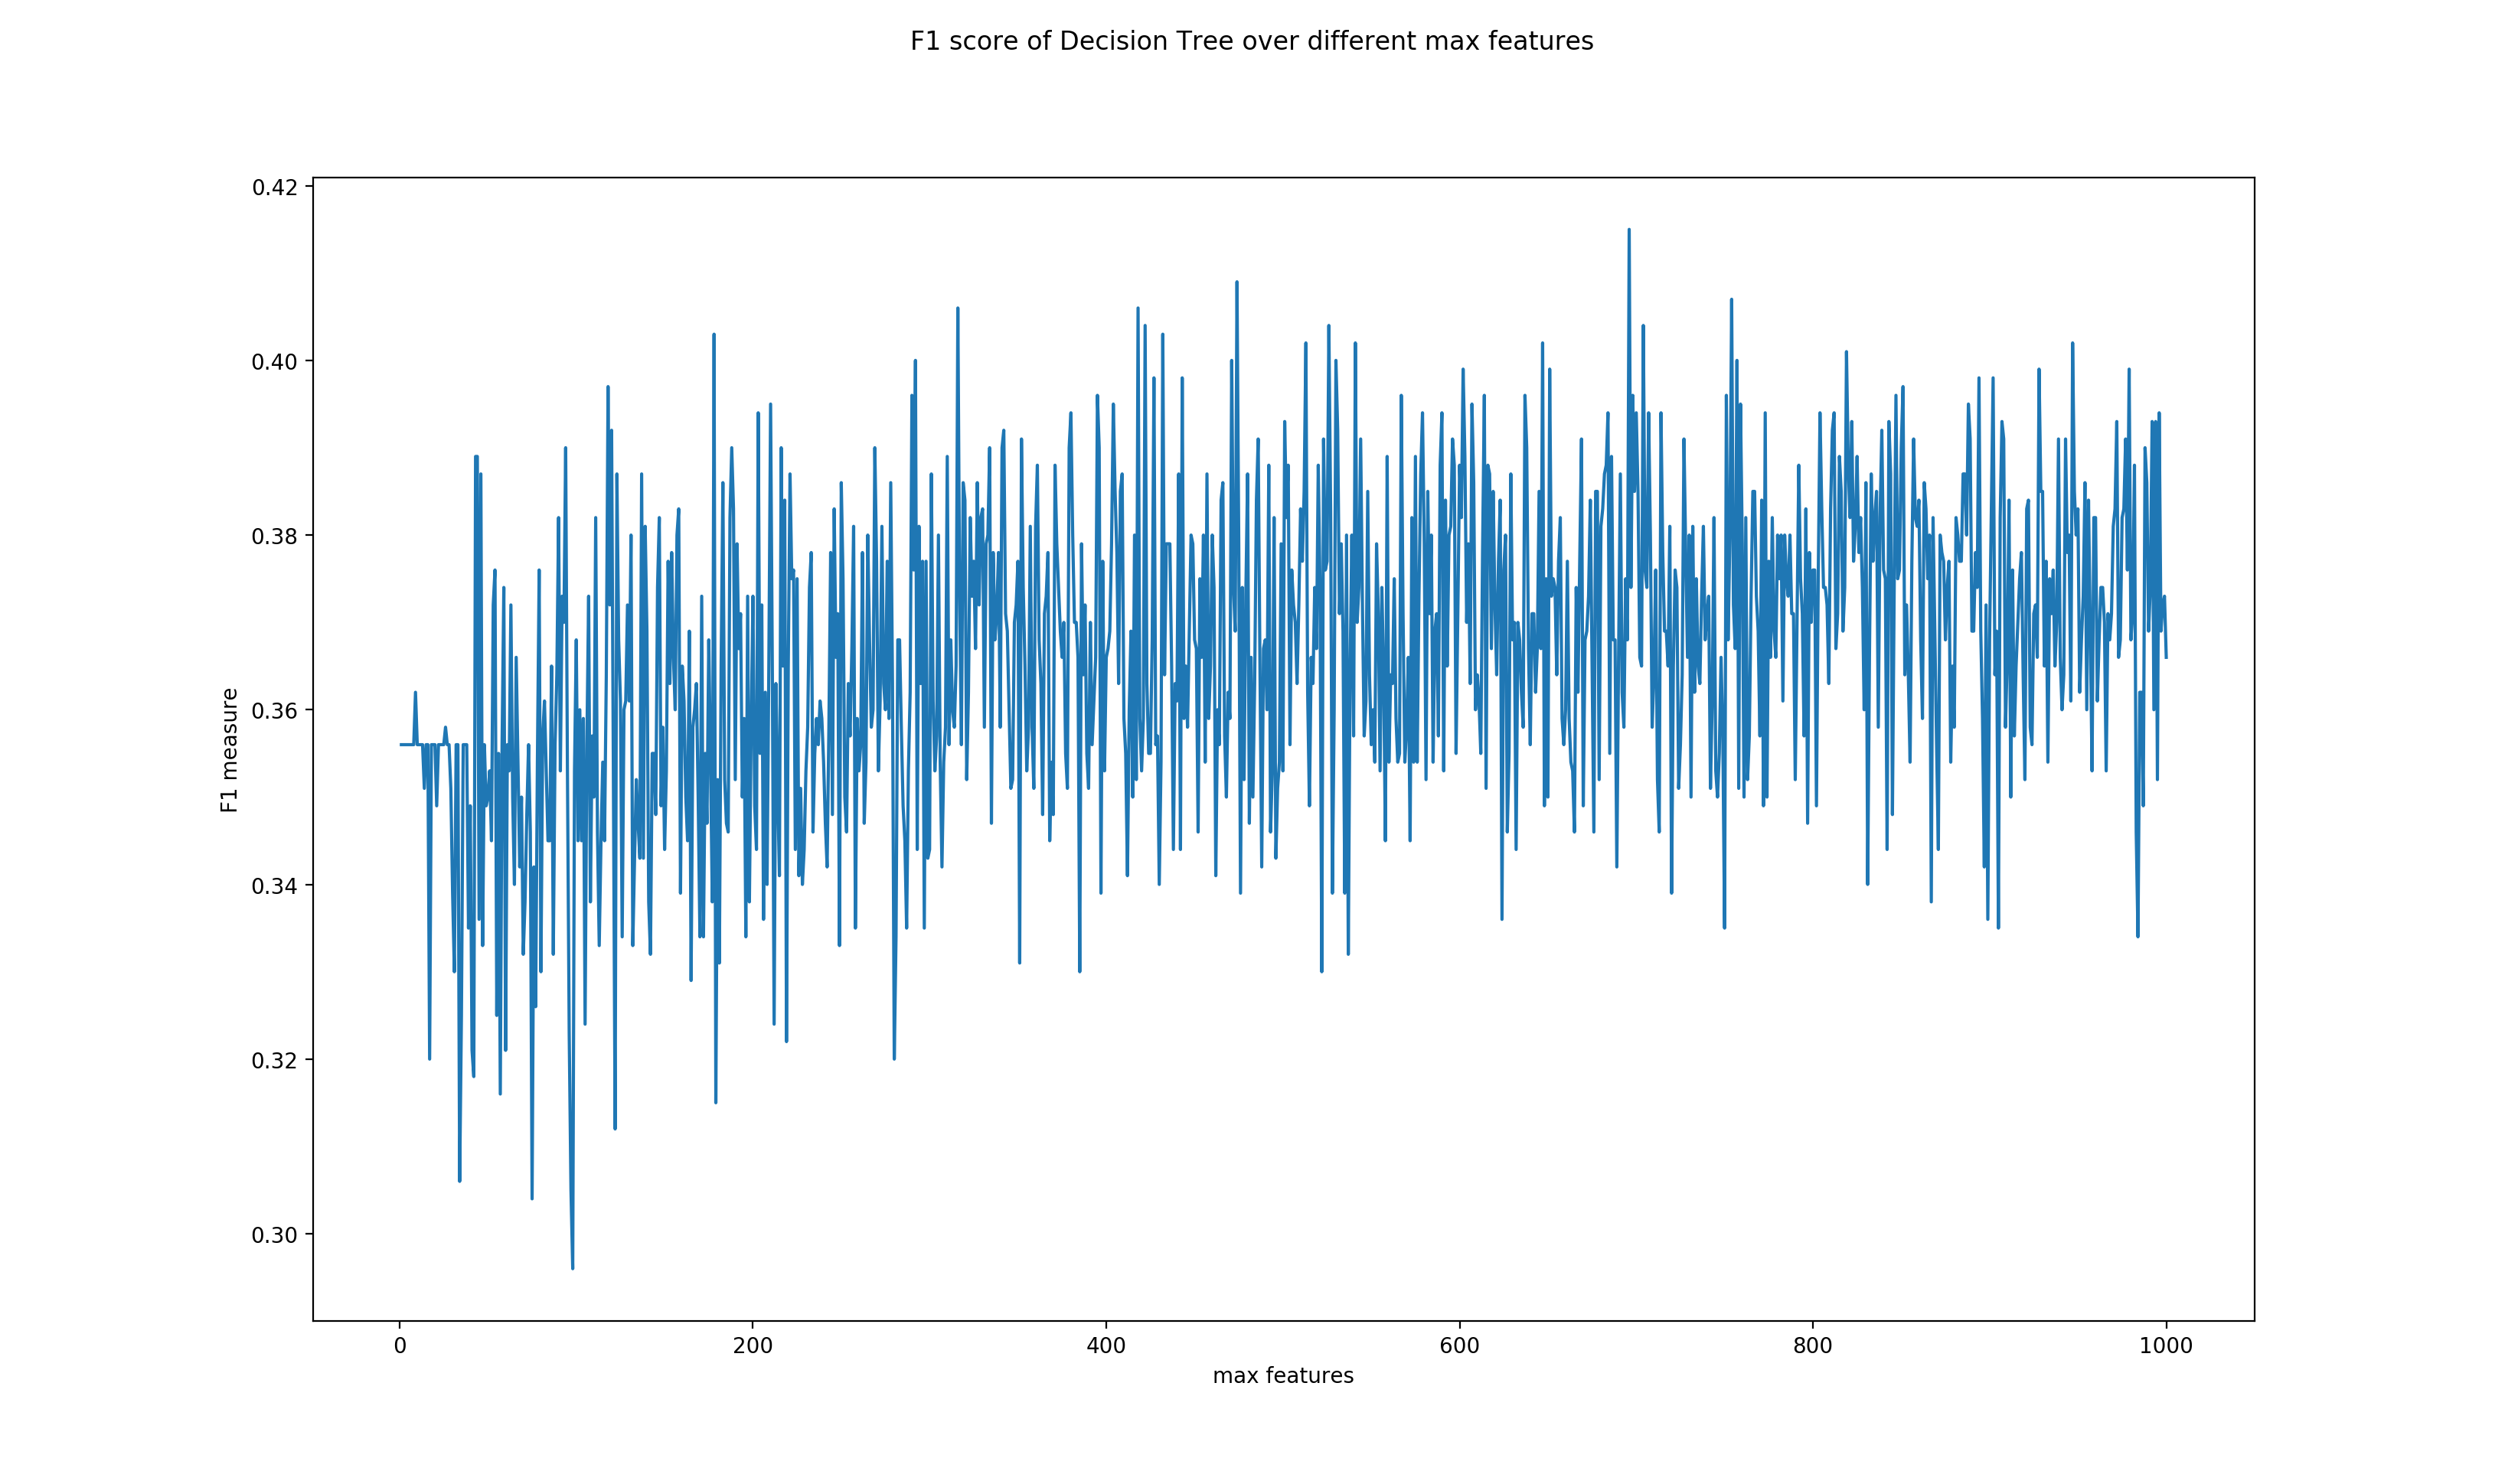 F1 score of Decision Tree over different max features
0.42
0.40
0.38
0.36
0.34
0.32
0.30
F1 measure
0 200 400 600 800 1000
max features